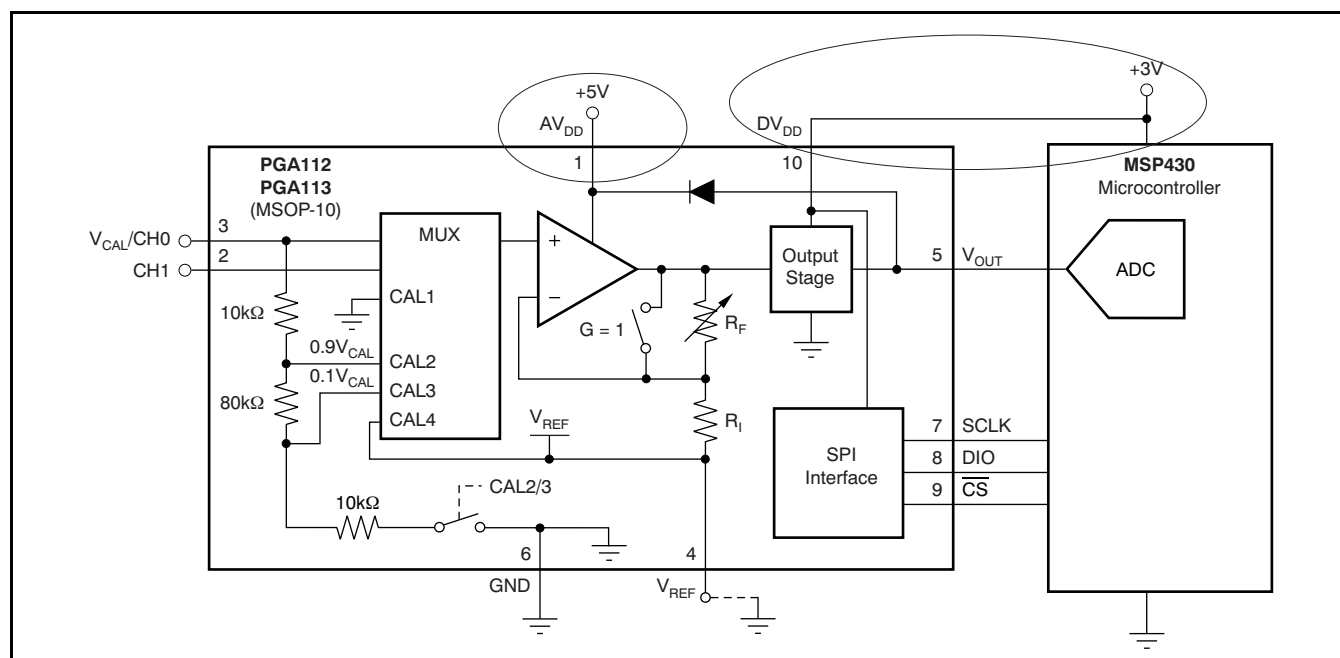 +5V
+3V
AVDD
DVDD
1
10
PGA112
PGA113
(MSOP-10)
MSP430
Microcontroller
3
VCAL/CH0
2
CH1
MUX
CAL1
CAL2
CAL3
CAL4
10kΩ
0.9VCAL
0.1VCAL
80kΩ
+
−
G = 1
RF
RI
Output
Stage
5
VOUT
ADC
VREF
SPI
Interface
7
SCLK
8
DIO
9
C̅S̅
10kΩ
CAL2/3
6
GND
4
VREF